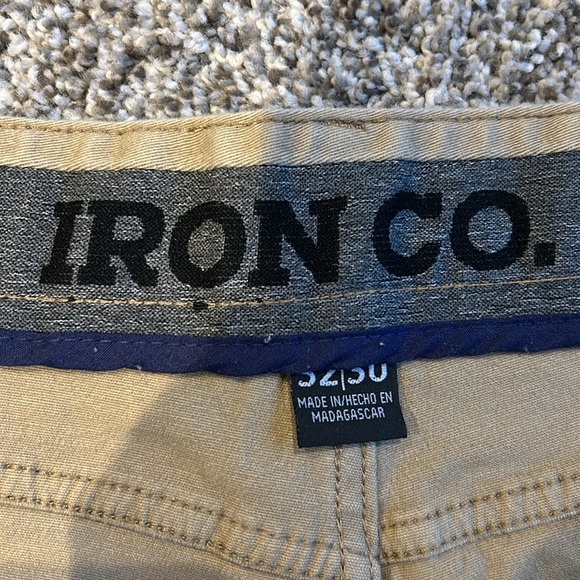 IRON CO.
32|30
MADE IN/HECHO EN
MADAGASCAR